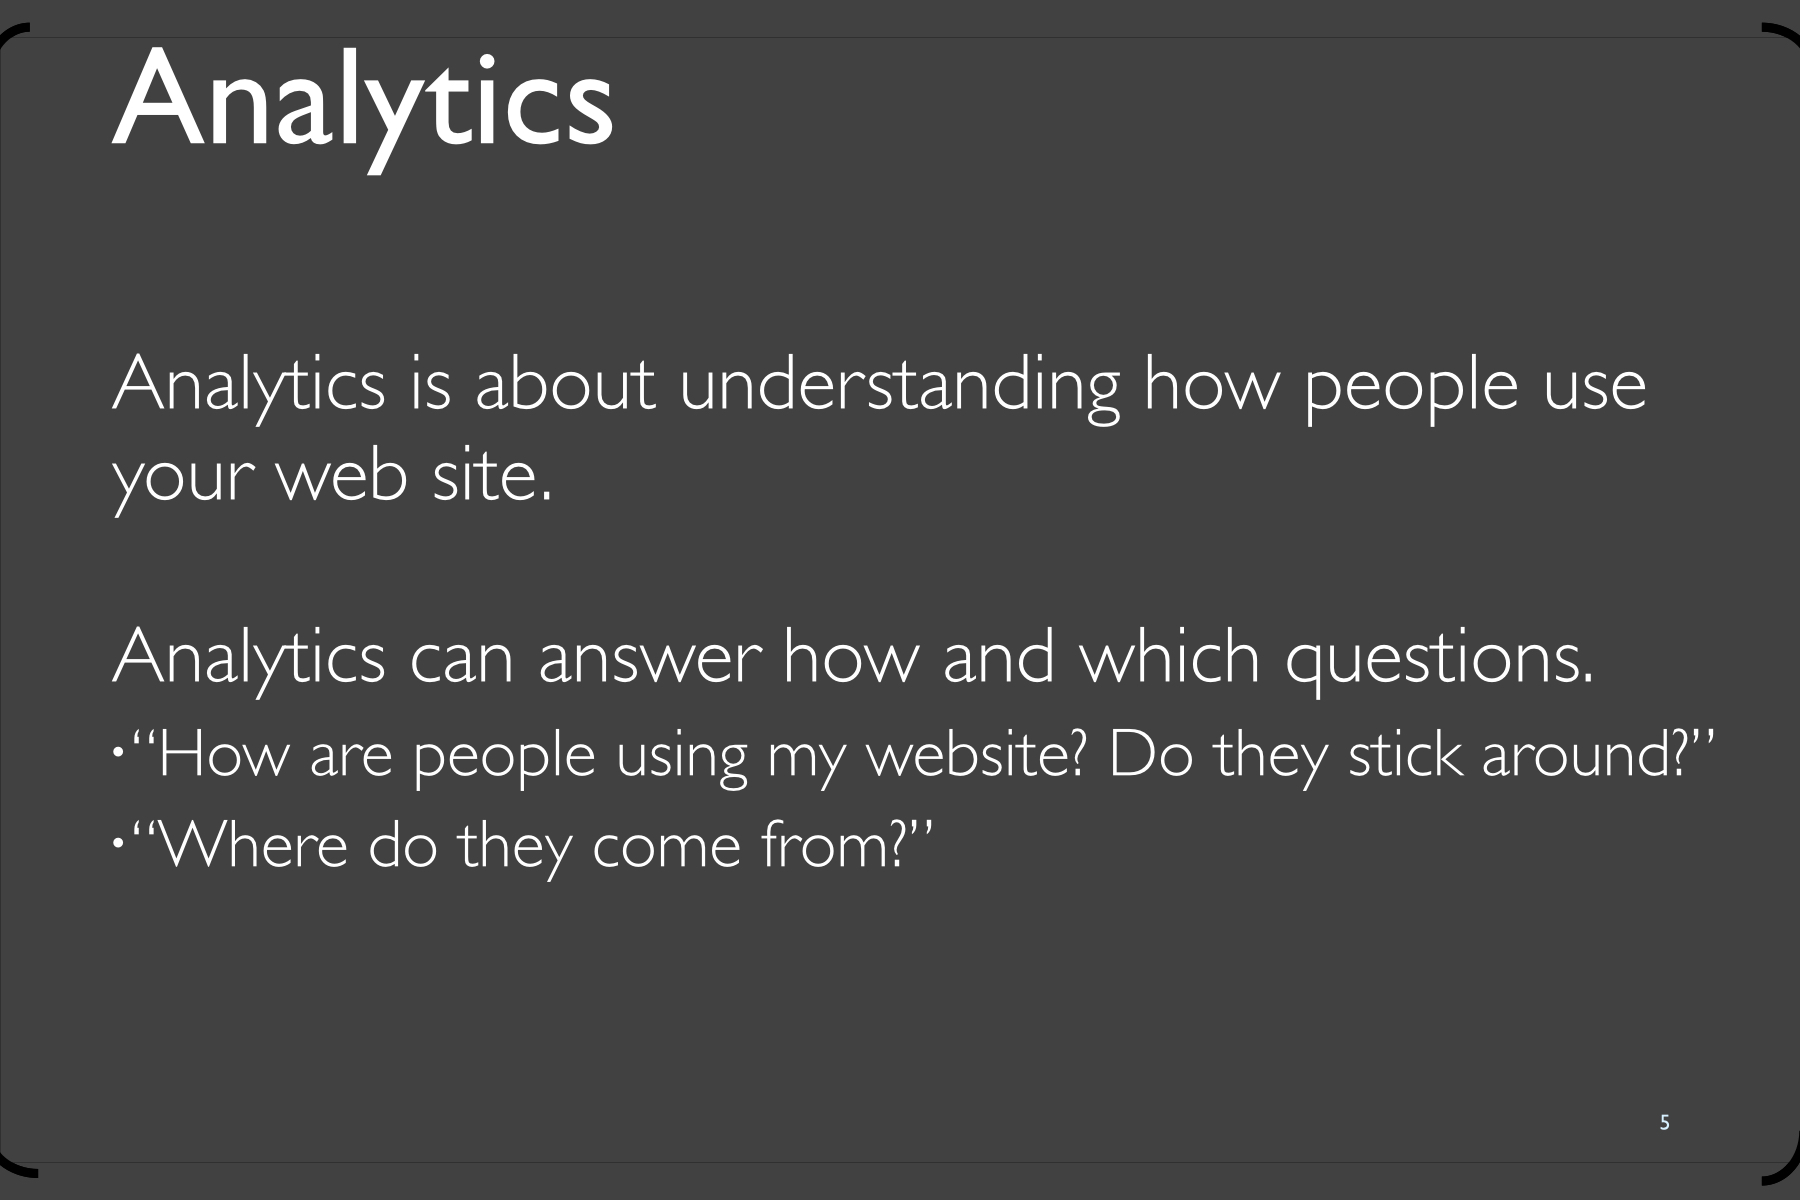 Analytics
Analytics is about understanding how people use
your web site.
Analytics can answer how and which questions.
•“How are people using my website? Do they stick around?”
•“Where do they come from?”
5